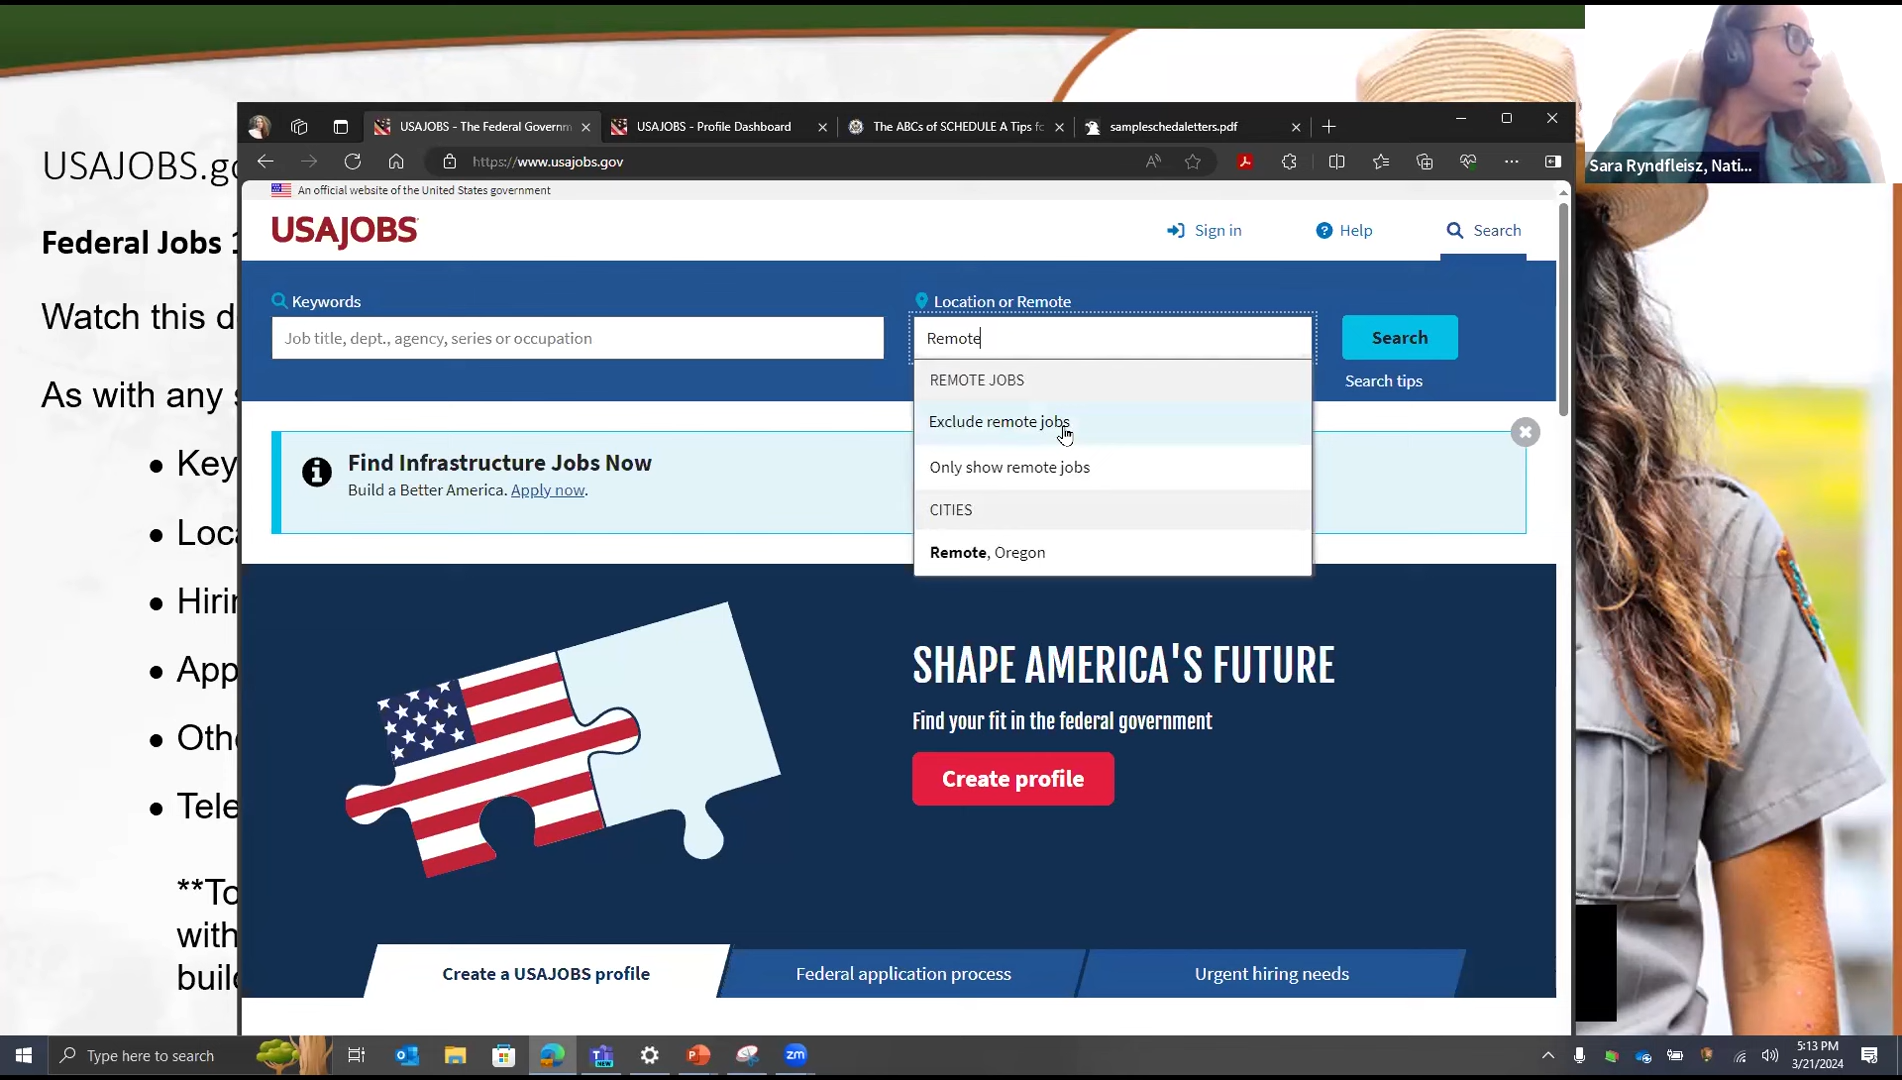 USAJOBS - The Federal Governm
USAJOBS - Profile Dashboard
The ABCs of SCHEDULE A Tips fo
sampleschedaletters.pdf
https://www.usajobs.gov
Sara Ryndfleisz, Nati...
USAJOBS.go
Federal Jobs 1
Watch this d
As with any s
• Key
• Loca
• Hirin
• App
• Othe
• Tele
**To
with
build
An official website of the United States government
USAJOBS
Sign in
Help
Search
Keywords
Location or Remote
Job title, dept., agency, series or occupation
Remote
Search
Search tips
REMOTE JOBS
Exclude remote jobs
Only show remote jobs
CITIES
Remote, Oregon
Find Infrastructure Jobs Now
Build a Better America. Apply now.
SHAPE AMERICA'S FUTURE
Find your fit in the federal government
Create profile
Create a USAJOBS profile
Federal application process
Urgent hiring needs
Type here to search
zm
5:13 PM
3/21/2024